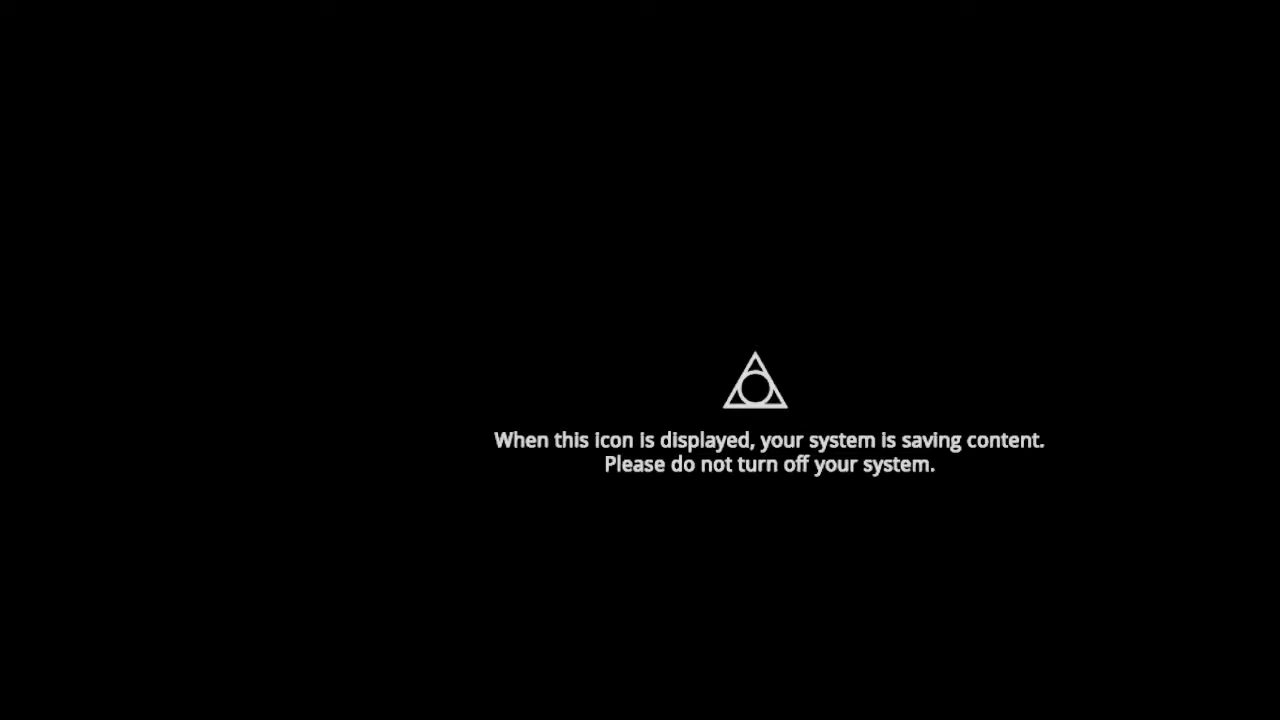 When this icon is displayed, your system is saving content.
Please do not turn off your system.